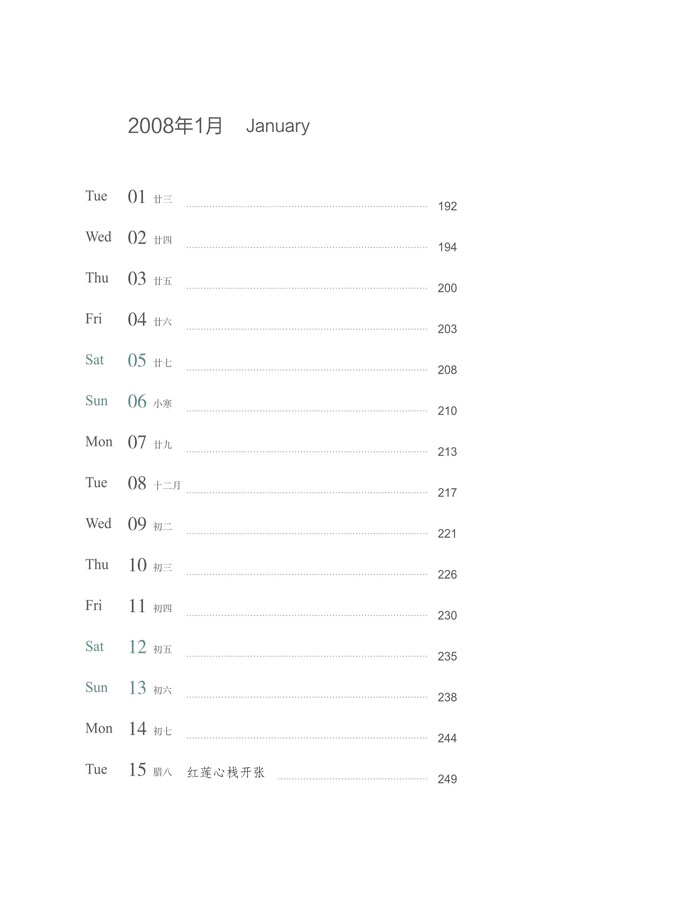 2008年1月 January
Tue 01 廿三 192
Wed 02 廿四 194
Thu 03 廿五 200
Fri 04 廿六 203
Sat 05 廿七 208
Sun 06 小寒 210
Mon 07 廿九 213
Tue 08 十二月 217
Wed 09 初二 221
Thu 10 初三 226
Fri 11 初四 230
Sat 12 初五 235
Sun 13 初六 238
Mon 14 初七 244
Tue 15 腊八 红莲心栈开张 249